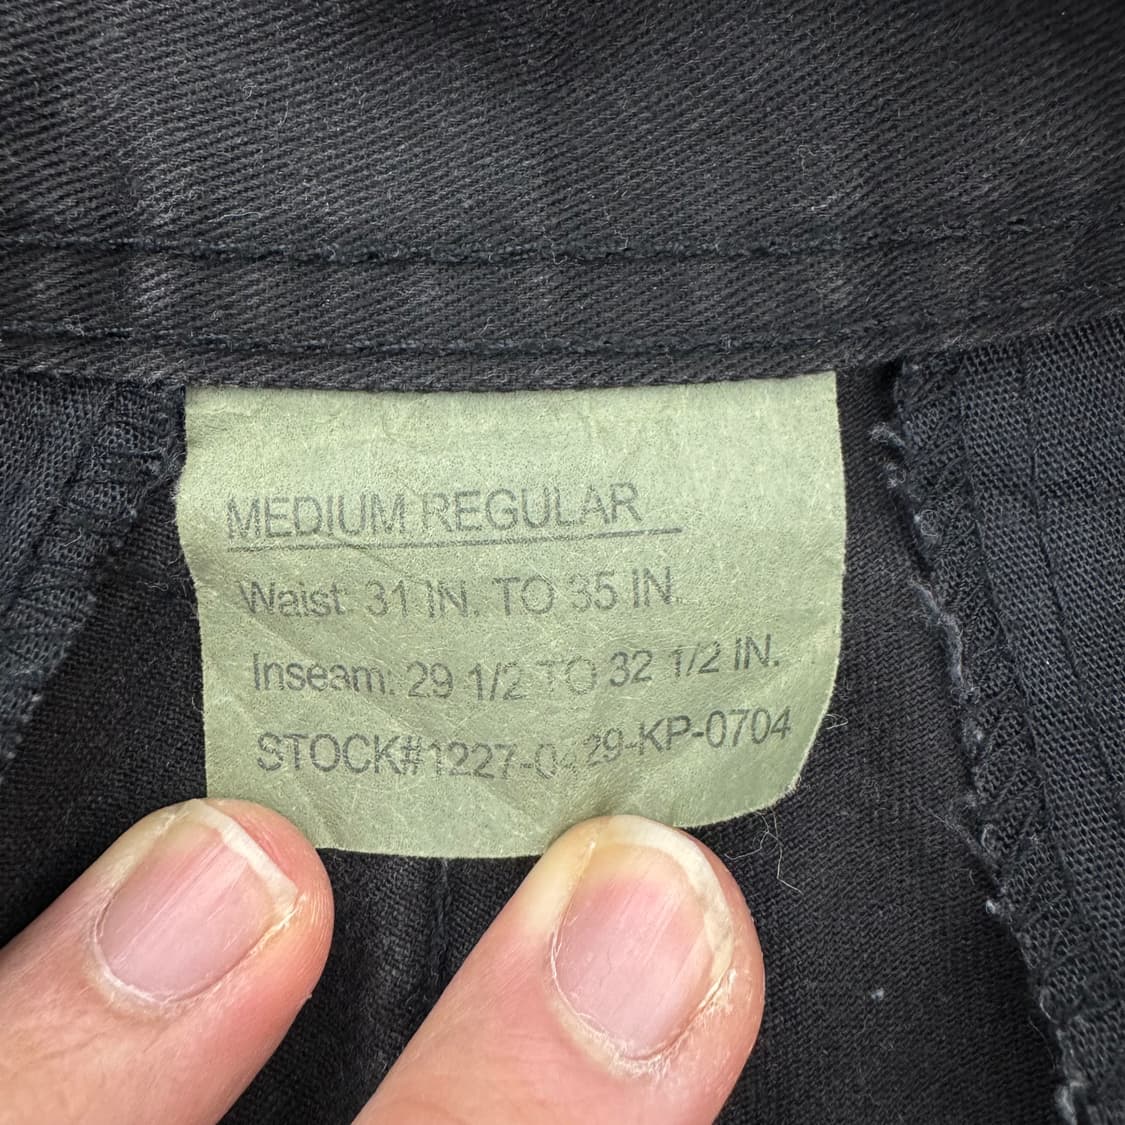 MEDIUM REGULAR
Waist: 31 IN. TO 35 IN.
Inseam: 29 1/2 TO 32 1/2 IN.
STOCK#1227-0429-KP-0704